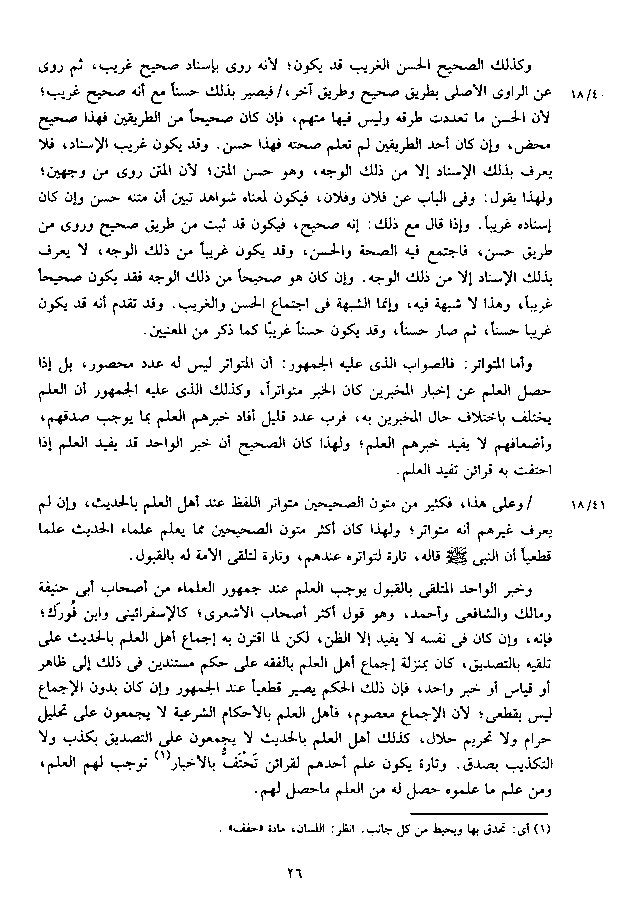 وكذلك الصحيح الحسن الغريب قد يكون؛ لأنه روى بإسناد صحيح غريب، ثم روى
١٨/٤٠ عن الراوى الأصلى بطريق صحيح وطريق آخر،/ فيصير بذلك حسناً مع أنه صحيح غريب؛
لأن الحسن ما تعددت طرقه وليس فيها متهم، فإن كان صحيحاً من الطريقين فهذا صحيح
محض، وإن كان أحد الطريقين لم تعلم صحته فهذا حسن. وقد يكون غريب الإسناد، فلا
يعرف بذلك الإسناد إلا من ذلك الوجه، وهو حسن المتن؛ لأن المتن روى من وجهين؛
ولهذا يقول: وفى الباب عن فلان وفلان، فيكون لمعناه شواهد تبين أن متنه حسن وإن كان
إسناده غريباً. وإذا قال مع ذلك: إنه صحيح، فيكون قد ثبت من طريق صحيح وروى من
طريق حسن، فاجتمع فيه الصحة والحسن، وقد يكون غريباً من ذلك الوجه، لا يعرف
بذلك الإسناد إلا من ذلك الوجه. وإن كان هو صحيحاً من ذلك الوجه فقد يكون صحيحاً
غريباً، وهذا لا شبهة فيه، وإنما الشبهة فى اجتماع الحسن والغريب. وقد تقدم أنه قد يكون
غريبا حسناً، ثم صار حسناً، وقد يكون حسناً غريبًا كما ذكر من المعنيين.
وأما المتواتر: فالصواب الذى عليه الجمهور: أن المتواتر ليس له عدد محصور، بل إذا
حصل العلم عن إخبار المخبرين كان الخبر متواتراً، وكذلك الذى عليه الجمهور أن العلم
يختلف باختلاف حال المخبرين به، فرب عدد قليل أفاد خبرهم العلم بما يوجب صدقهم،
وأضعافهم لا يفيد خبرهم العلم؛ ولهذا كان الصحيح أن خبر الواحد قد يفيد العلم إذا
احتفت به قرائن تفيد العلم.
١٨/٤١ / وعلى هذا، فكثير من متون الصحيحين متواتر اللفظ عند أهل العلم بالحديث، وإن لم
يعرف غيرهم أنه متواتر؛ ولهذا كان أكثر متون الصحيحين مما يعلم علماء الحديث علما
قطعياً أن النبى ﷺ قاله، تارة لتواتره عندهم، وتارة لتلقى الأمة له بالقبول.
وخبر الواحد المتلقى بالقبول يوجب العلم عند جمهور العلماء من أصحاب أبى حنيفة
ومالك والشافعى وأحمد، وهو قول أكثر أصحاب الأشعرى؛ كالإسفرائينى وابن فُورَك؛
فإنه، وإن كان فى نفسه لا يفيد إلا الظن، لكن لما اقترن به إجماع أهل العلم بالحديث على
تلقيه بالتصديق، كان بمنزلة إجماع أهل العلم بالفقه على حكم مستندين فى ذلك إلى ظاهر
أو قياس أو خبر واحد، فإن ذلك الحكم يصير قطعياً عند الجمهور وإن كان بدون الإجماع
ليس بقطعى؛ لأن الإجماع معصوم، فأهل العلم بالأحكام الشرعية لا يجمعون على تحليل
حرام ولا تحريم حلال، كذلك أهل العلم بالحديث لا يجمعون على التصديق بكذب ولا
التكذيب بصدق. وتارة يكون علم أحدهم لقرائن تَحْتَفُّ بالأخبار(١) توجب لهم العلم،
ومن علم ما علموه حصل له من العلم ماحصل لهم.
(١) أى: تحدق بها وبحيط من كل جانب. انظر: اللسان، مادة «حفف» .
٢٦